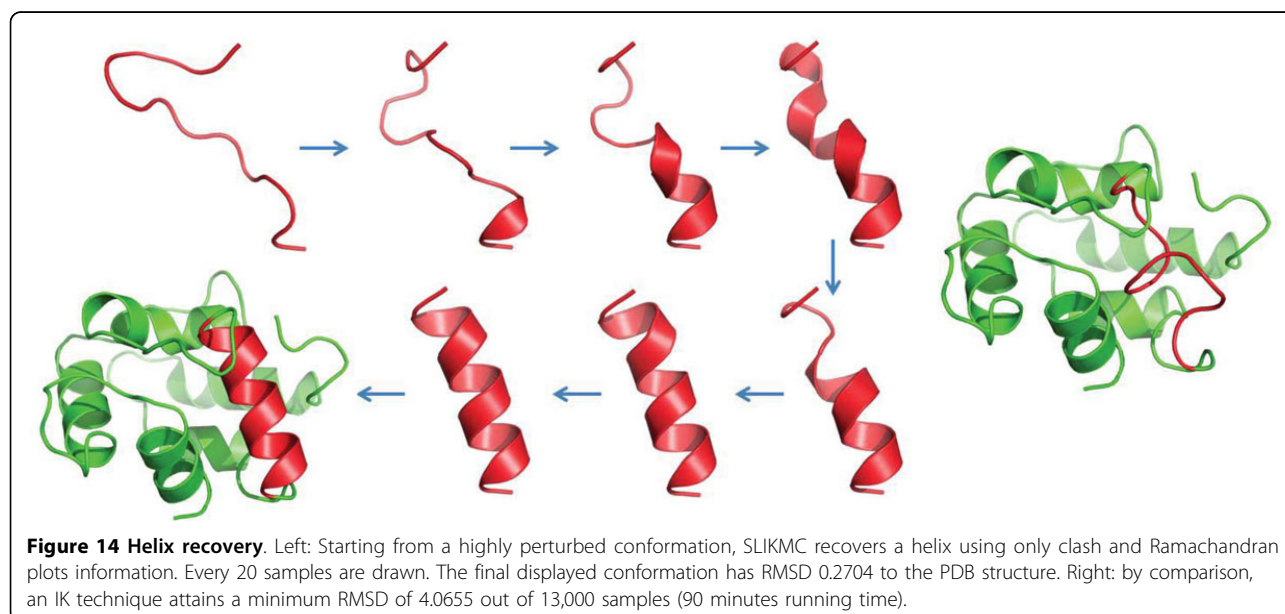 Figure 14 Helix recovery. Left: Starting from a highly perturbed conformation, SLIKMC recovers a helix using only clash and Ramachandran
plots information. Every 20 samples are drawn. The final displayed conformation has RMSD 0.2704 to the PDB structure. Right: by comparison,
an IK technique attains a minimum RMSD of 4.0655 out of 13,000 samples (90 minutes running time).